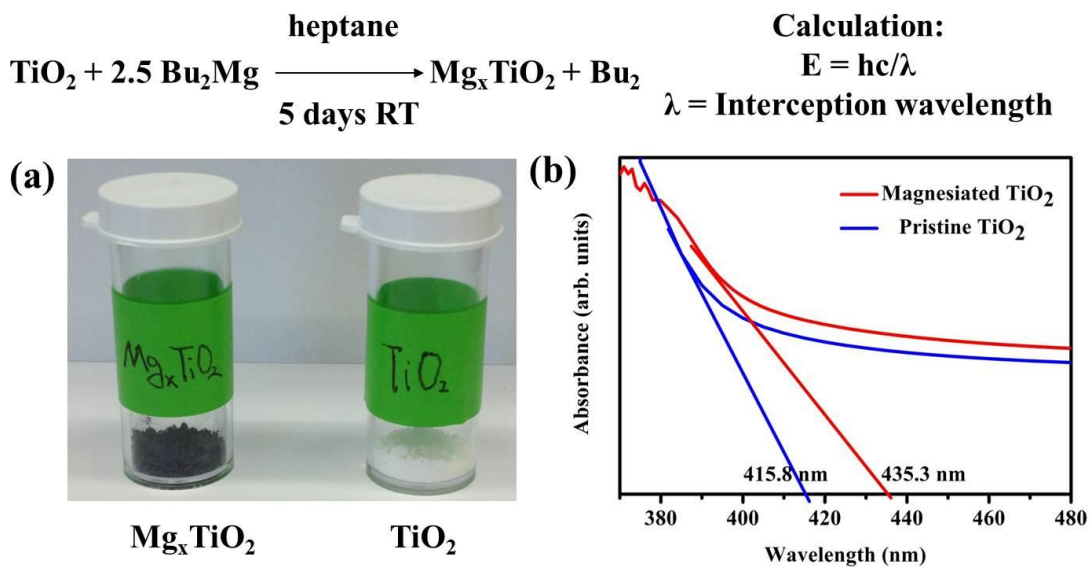 heptane
TiO₂ + 2.5 Bu₂Mg ⟶ MgₓTiO₂ + Bu₂
5 days RT
Calculation:
E = hc/λ
λ = Interception wavelength
(a)
MgₓTiO₂
TiO₂
MgₓTiO₂
TiO₂
(b)
Absorbance (arb. units)
Magnesiated TiO₂
Pristine TiO₂
415.8 nm
435.3 nm
380 400 420 440 460 480
Wavelength (nm)